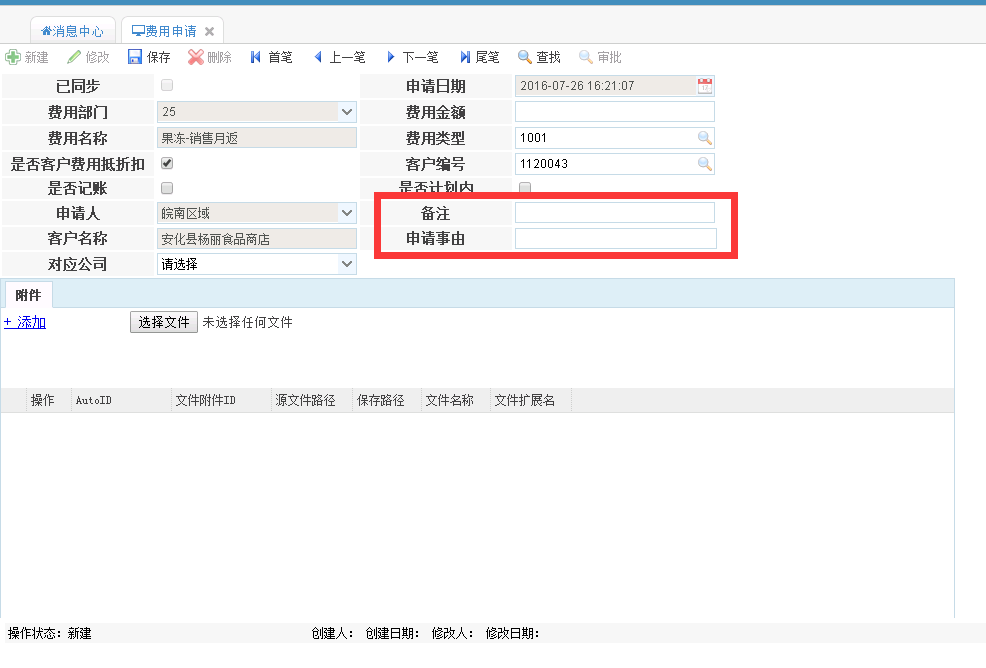 消息中心 费用申请
新建 修改 保存 删除 首笔 上一笔 下一笔 尾笔 查找 审批
已同步 申请日期 2016-07-26 16:21:07
费用部门 25 费用金额
费用名称 果冻-销售月返 费用类型 1001
是否客户费用抵折扣 客户编号 1120043
是否记账 是否计划内
申请人 皖南区域 备注
客户名称 安化县杨丽食品商店 申请事由
对应公司 请选择
附件
+ 添加 选择文件 未选择任何文件
操作 AutoID 文件附件ID 源文件路径 保存路径 文件名称 文件扩展名
操作状态：新建 创建人： 创建日期： 修改人： 修改日期：